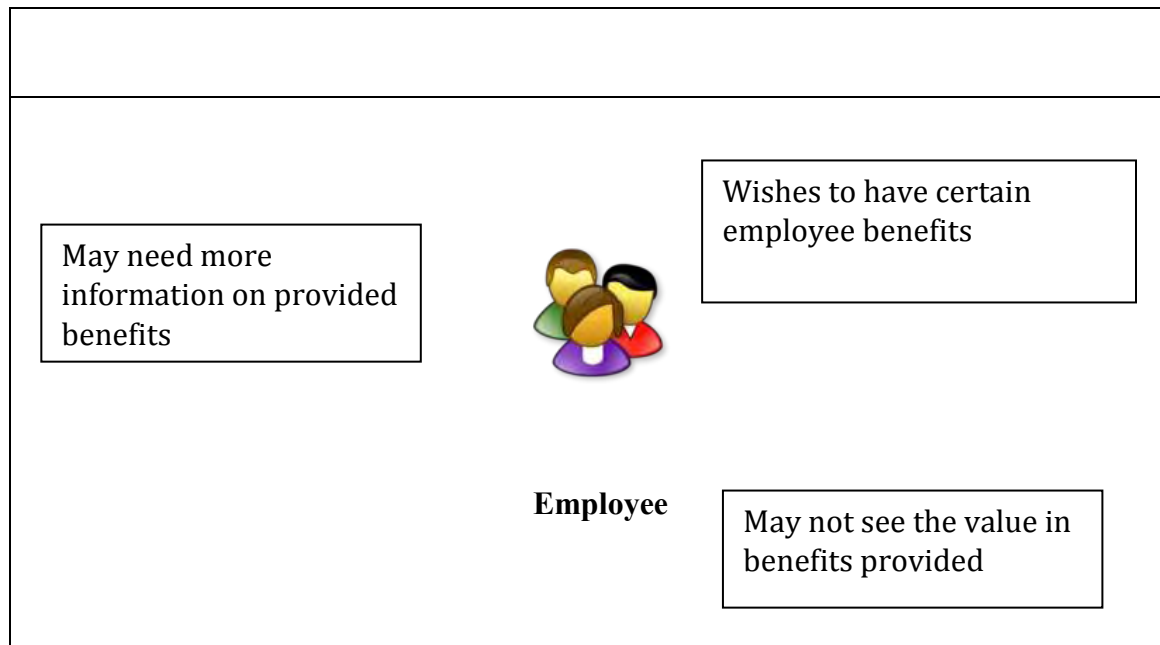 Wishes to have certain
employee benefits
May need more
information on provided
benefits
Employee
May not see the value in
benefits provided